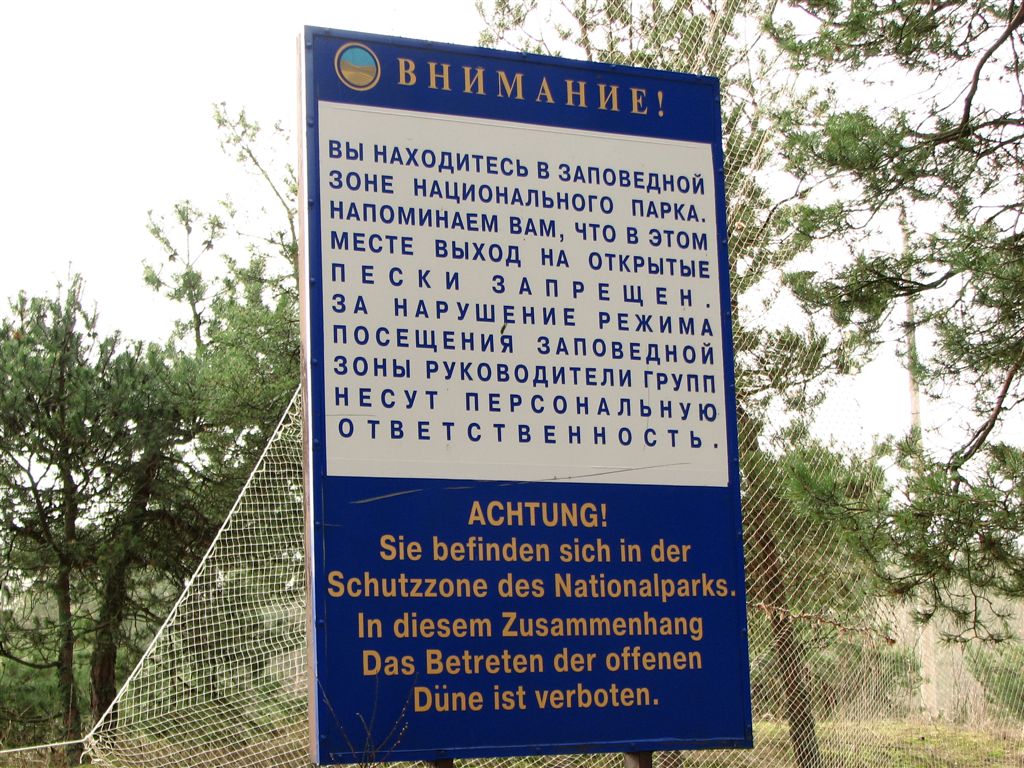 ВНИМАНИЕ!
ВЫ НАХОДИТЕСЬ В ЗАПОВЕДНОЙ
ЗОНЕ НАЦИОНАЛЬНОГО ПАРКА.
НАПОМИНАЕМ ВАМ, ЧТО В ЭТОМ
МЕСТЕ ВЫХОД НА ОТКРЫТЫЕ
ПЕСКИ ЗАПРЕЩЕН.
ЗА НАРУШЕНИЕ РЕЖИМА
ПОСЕЩЕНИЯ ЗАПОВЕДНОЙ
ЗОНЫ РУКОВОДИТЕЛИ ГРУПП
НЕСУТ ПЕРСОНАЛЬНУЮ
ОТВЕТСТВЕННОСТЬ.
ACHTUNG!
Sie befinden sich in der
Schutzzone des Nationalparks.
In diesem Zusammenhang
Das Betreten der offenen
Düne ist verboten.